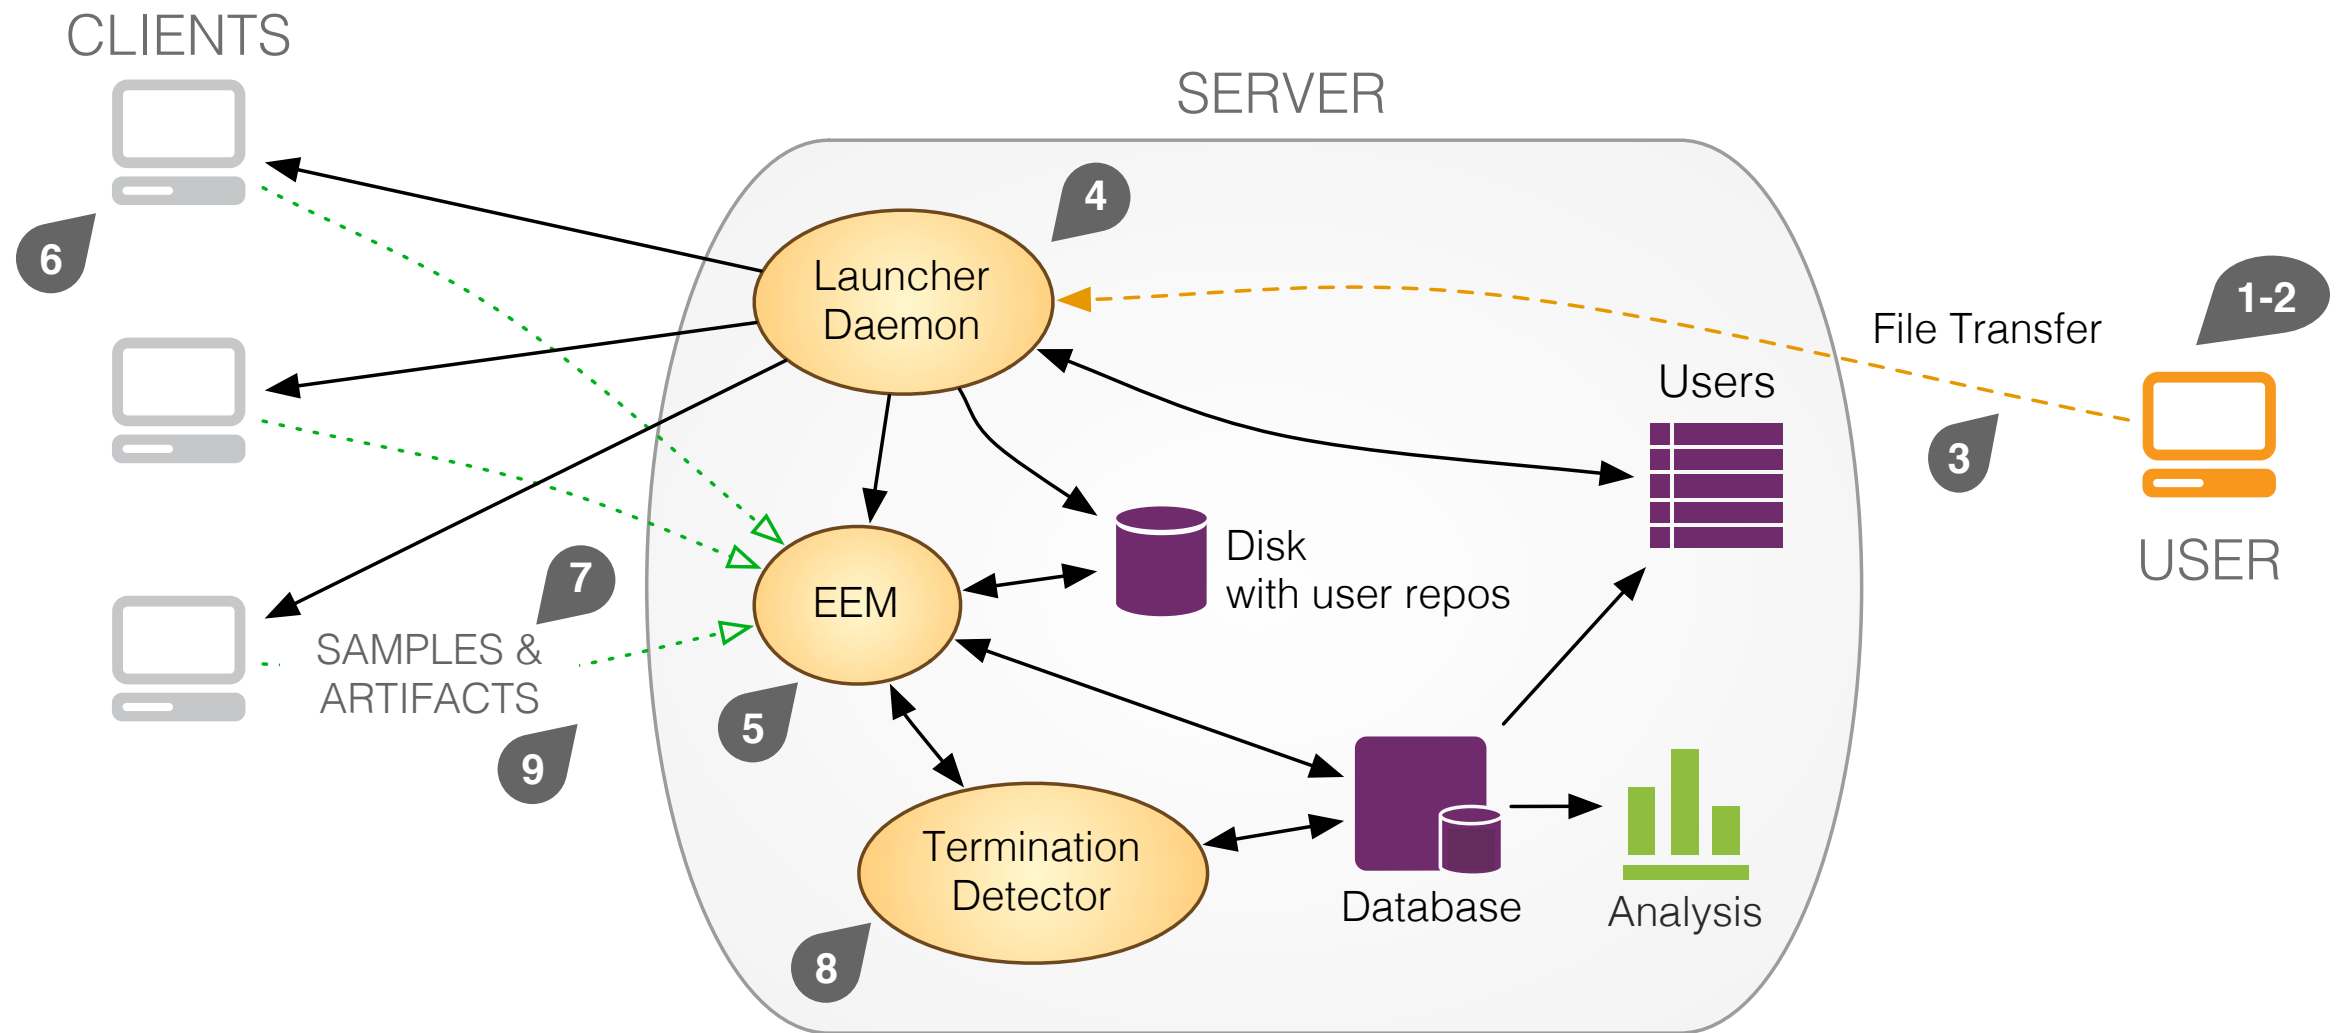 CLIENTS
SERVER
4
6
Launcher
Daemon
1-2
File Transfer
Users
3
USER
Disk
with user repos
7
EEM
SAMPLES &
ARTIFACTS
5
9
Termination
Detector
Database
Analysis
8